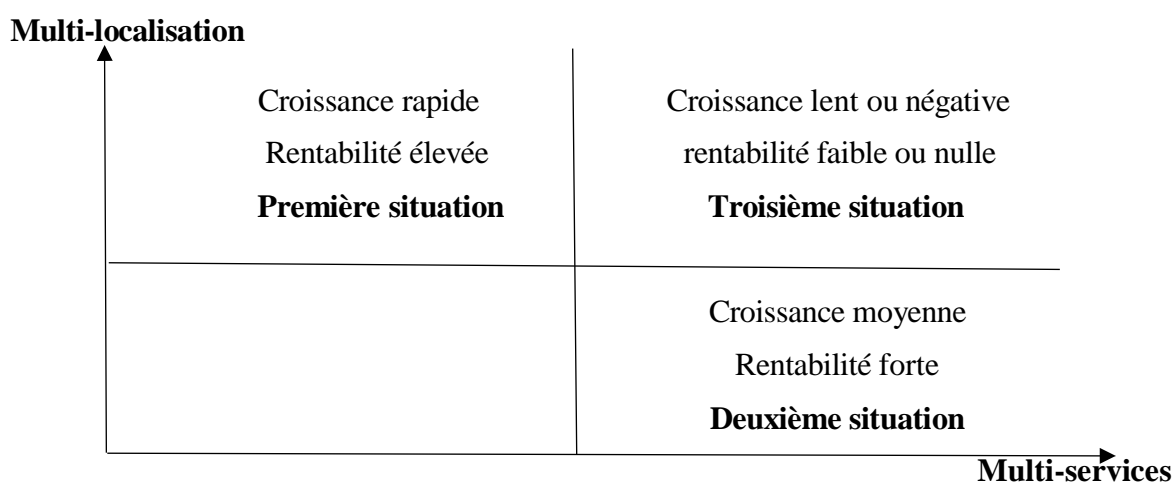 Multi-localisation
Croissance rapide
Rentabilité élevée
Première situation
Croissance lent ou négative
rentabilité faible ou nulle
Troisième situation
Croissance moyenne
Rentabilité forte
Deuxième situation
Multi-services